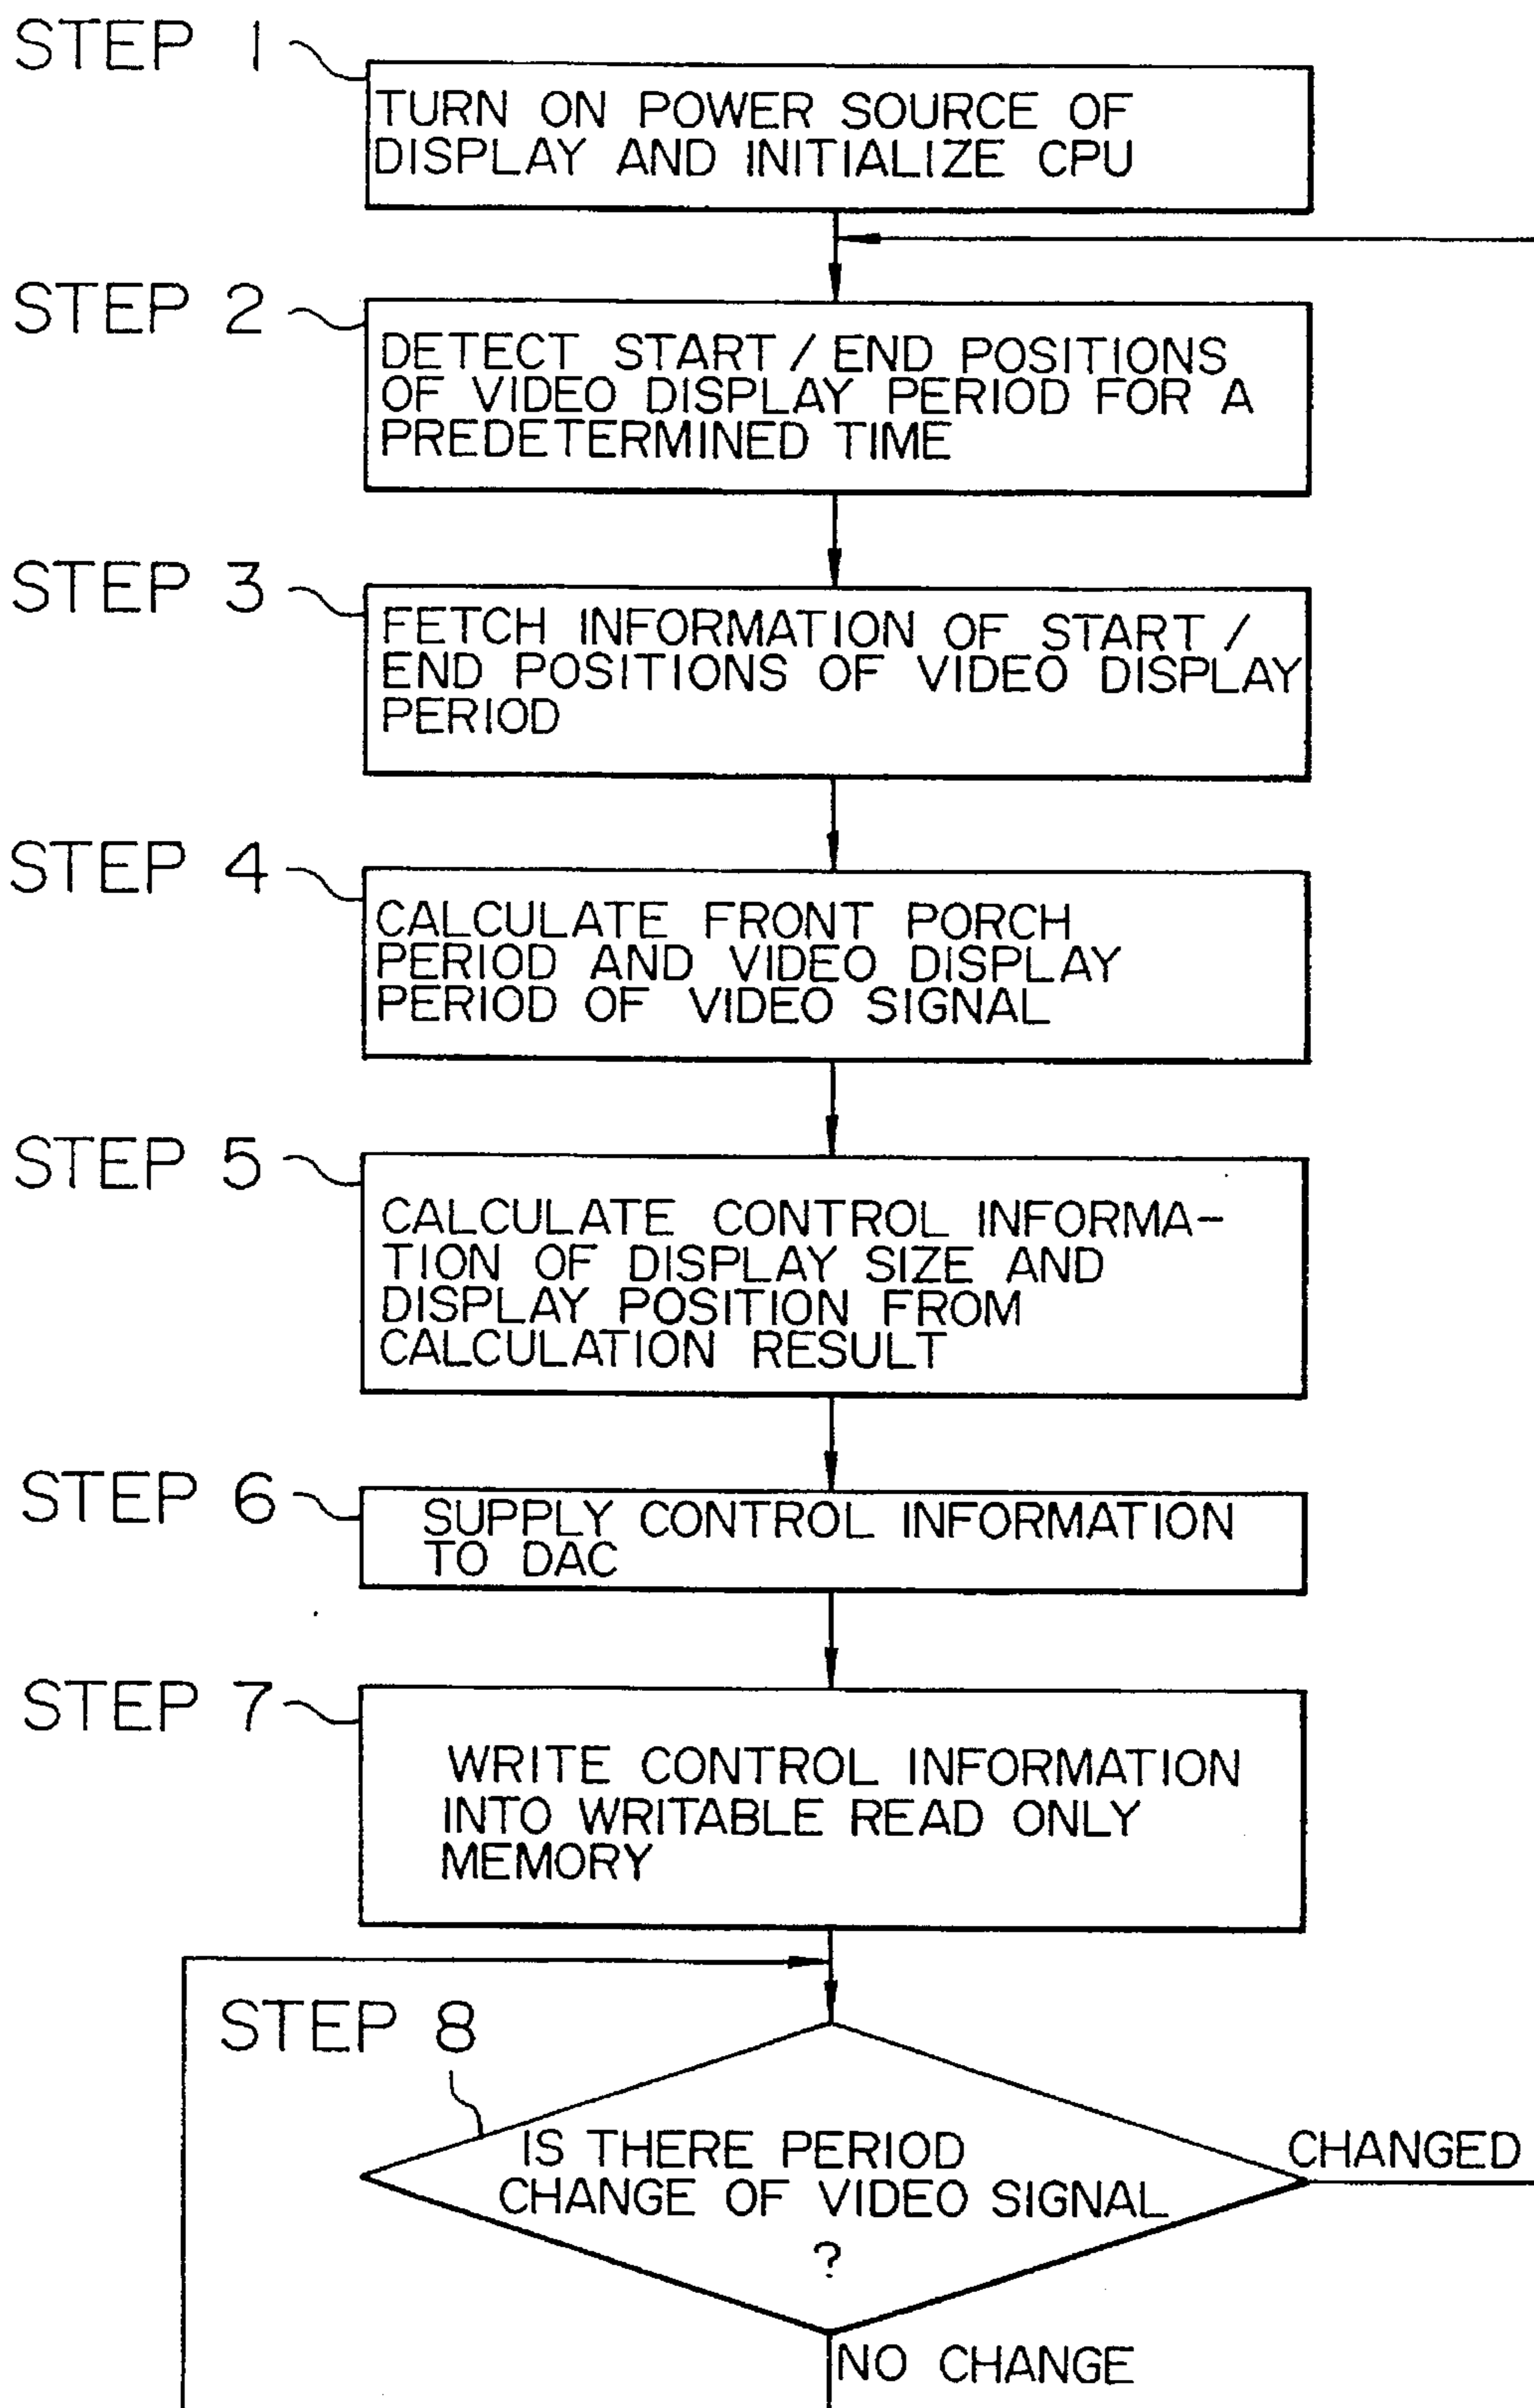 STEP 1
TURN ON POWER SOURCE OF
DISPLAY AND INITIALIZE CPU
STEP 2
DETECT START / END POSITIONS
OF VIDEO DISPLAY PERIOD FOR A
PREDETERMINED TIME
STEP 3
FETCH INFORMATION OF START /
END POSITIONS OF VIDEO DISPLAY
PERIOD
STEP 4
CALCULATE FRONT PORCH
PERIOD AND VIDEO DISPLAY
PERIOD OF VIDEO SIGNAL
STEP 5
CALCULATE CONTROL INFORMA-
TION OF DISPLAY SIZE AND
DISPLAY POSITION FROM
CALCULATION RESULT
STEP 6
SUPPLY CONTROL INFORMATION
TO DAC
STEP 7
WRITE CONTROL INFORMATION
INTO WRITABLE READ ONLY
MEMORY
STEP 8
IS THERE PERIOD
CHANGE OF VIDEO SIGNAL
?
CHANGED
NO CHANGE